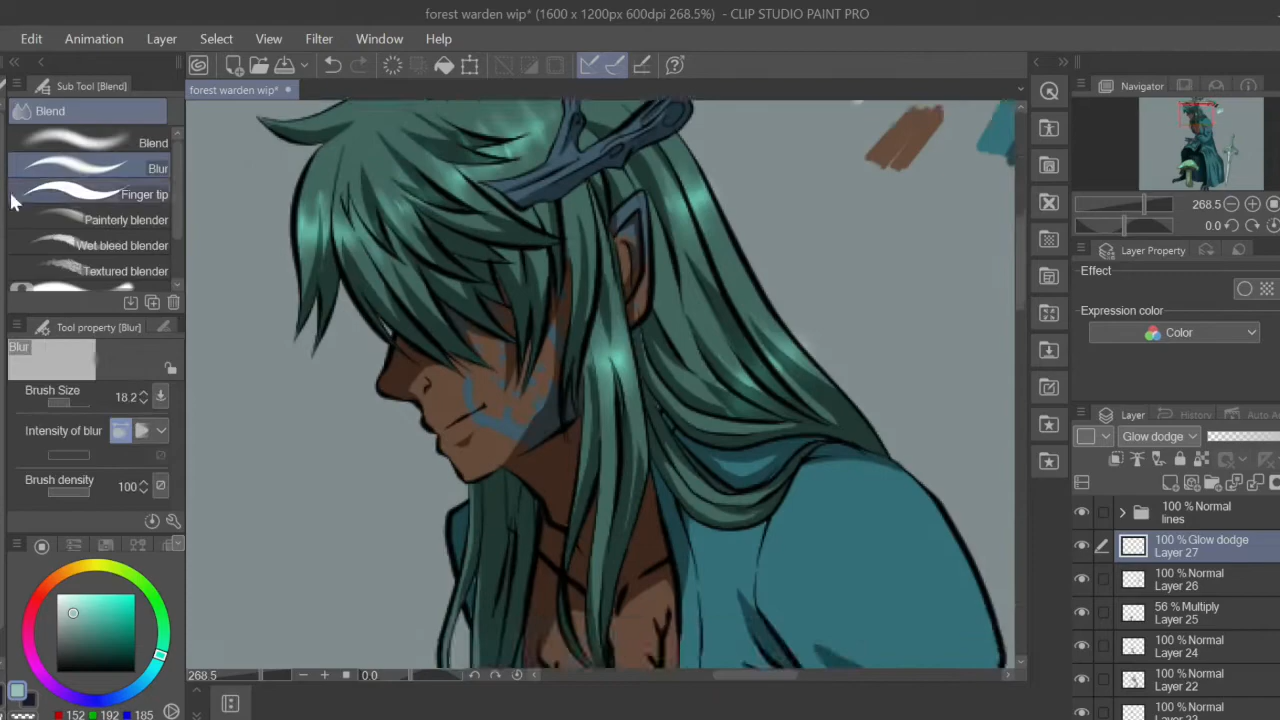 forest warden wip* (1600 x 1200px 600dpi 268.5%) - CLIP STUDIO PAINT PRO
Edit Animation Layer Select View Filter Window Help
Sub Tool [Blend]
forest warden wip*
Navigator
Blend
Blend
Blur
Finger tip
Painterly blender
Wet bleed blender
Textured blender
268.5
0.0
Layer Property
Effect
Expression color
Color
Tool property [Blur]
Blur
Brush Size 18.2
Intensity of blur
Brush density 100
Layer History Auto
Glow dodge
100 % Normal
lines
100 % Glow dodge
Layer 27
100 % Normal
Layer 26
56 % Multiply
Layer 25
100 % Normal
Layer 24
100 % Normal
Layer 22
100 % Normal
268.5 0.0
152 192 185